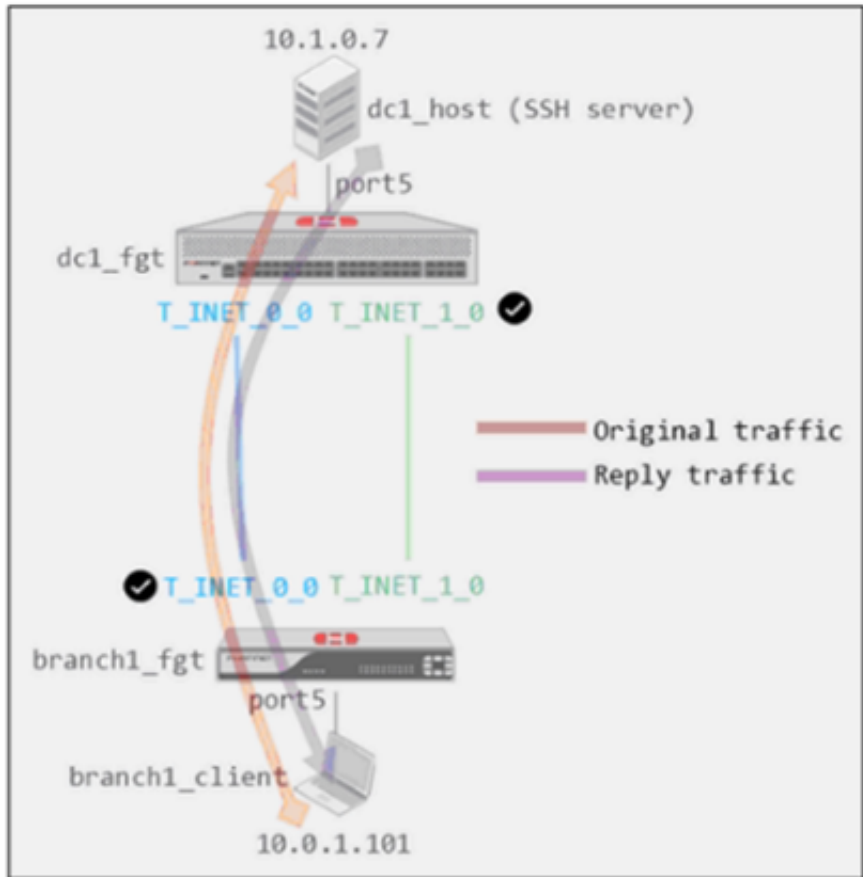 10.1.0.7
dc1_host (SSH server)
port5
dc1_fgt
T_INET_0_0 T_INET_1_0
Original traffic
Reply traffic
T_INET_0_0 T_INET_1_0
branch1_fgt
port5
branch1_client
10.0.1.101